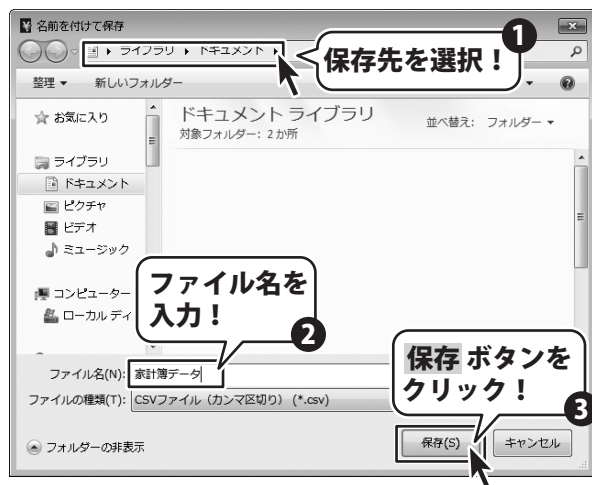 名前を付けて保存
ライブラリ ▸ ドキュメント ▸
1
保存先を選択！
整理 ▼ 新しいフォルダー
お気に入り
ライブラリ
ドキュメント
ピクチャ
ビデオ
ミュージック
コンピューター
ローカル ディ
ドキュメント ライブラリ
対象フォルダー: 2か所
並べ替え: フォルダー ▼
ファイル名を
入力！
2
保存 ボタンを
クリック！
3
ファイル名(N): 家計簿データ
ファイルの種類(T): CSVファイル（カンマ区切り） (*.csv)
フォルダーの非表示
保存(S)
キャンセル